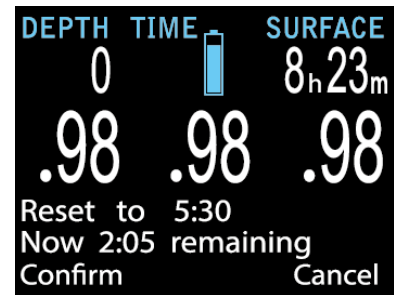 DEPTH TIME SURFACE
0 8h23m
.98 .98 .98
Reset to 5:30
Now 2:05 remaining
Confirm Cancel